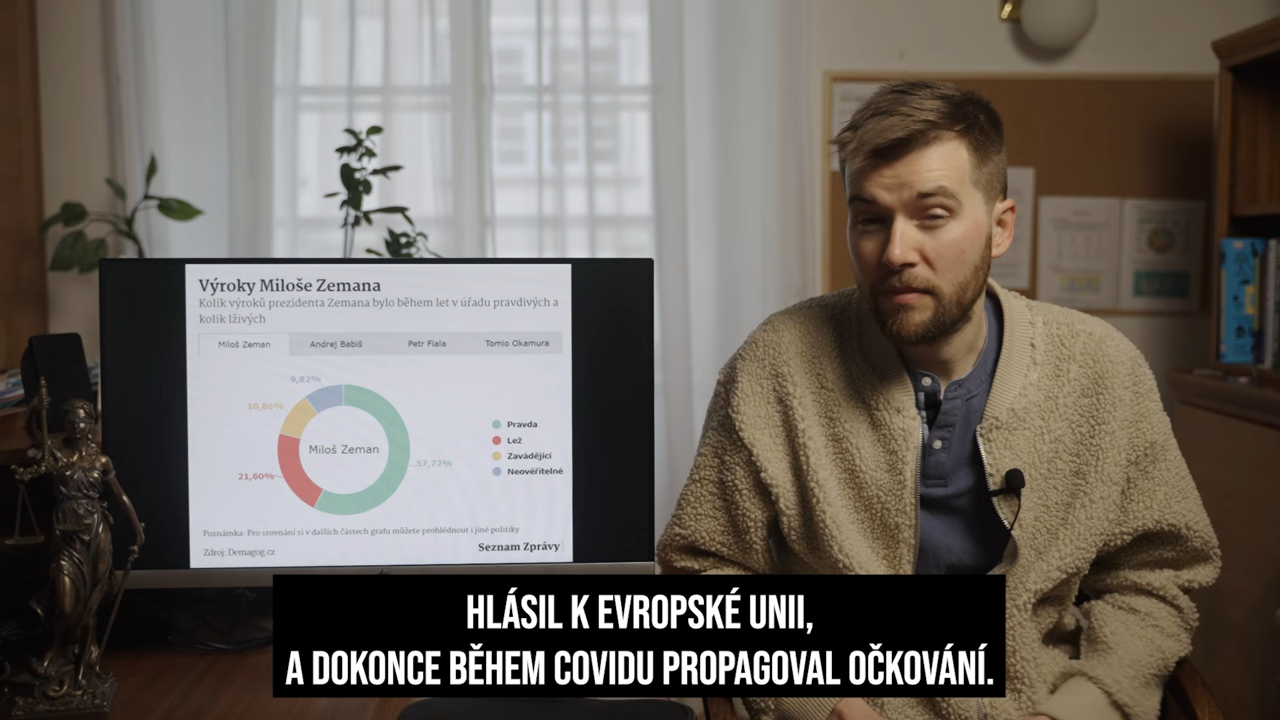 Výroky Miloše Zemana
Kolik výroků prezidenta Zemana bylo během let v úřadu pravdivých a
kolik lživých
Miloš Zeman Andrej Babiš Petr Fiala Tomio Okamura
9,82%
10,86%
Miloš Zeman
57,72%
21,60%
Pravda
Lež
Zavádějící
Neověřitelné
Poznámka: Pro srovnání si v dalších částech grafu můžete prohlédnout i jiné politiky
Zdroj: Demagog.cz
Seznam Zprávy
HLÁSIL K EVROPSKÉ UNII,
A DOKONCE BĚHEM COVIDU PROPAGOVAL OČKOVÁNÍ.